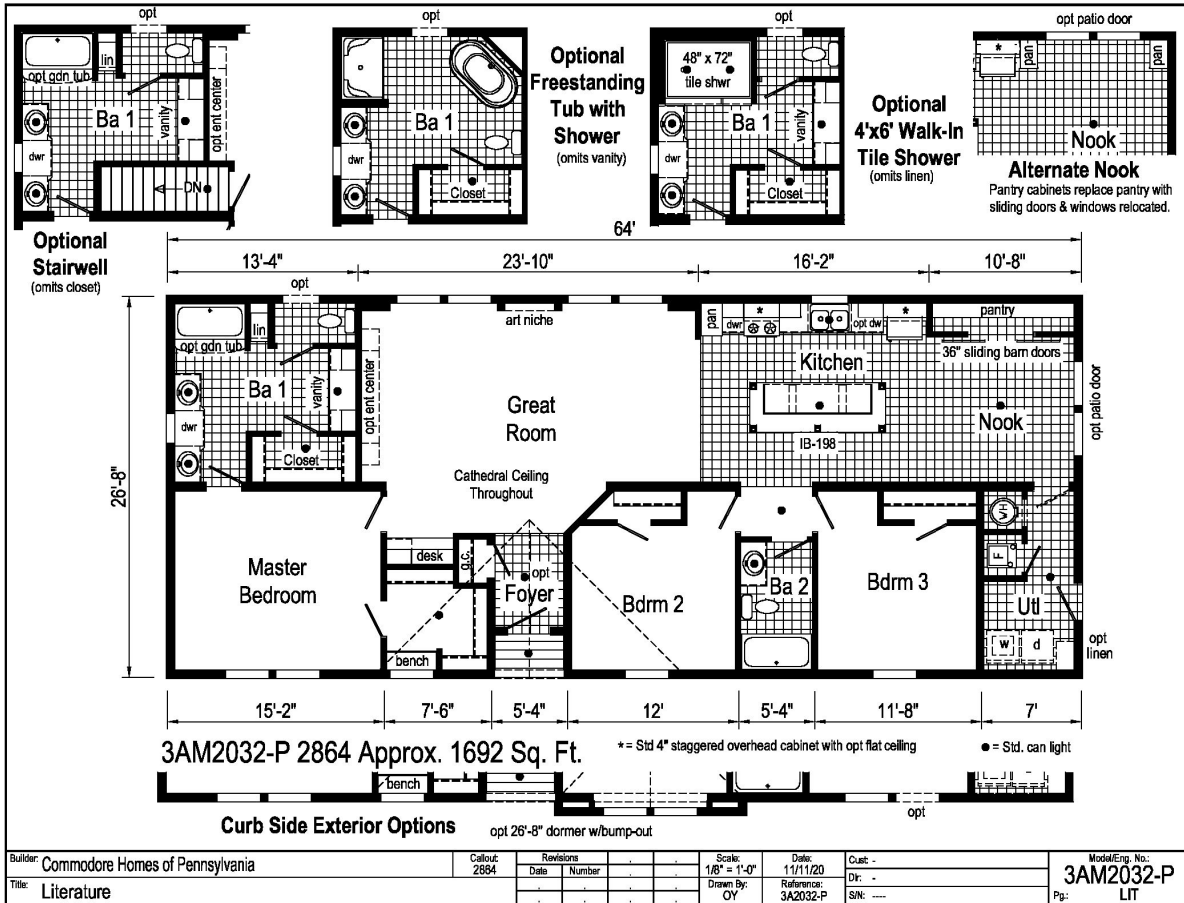 opt
opt gdn tub
lin
Ba 1
vanity
opt ent center
dwr
DN
Optional
Stairwell
(omits closet)
opt
Ba 1
dwr
Closet
Optional
Freestanding
Tub with
Shower
(omits vanity)
opt
48" x 72"
tile shwr
Ba 1
vanity
dwr
Closet
Optional
4'x6' Walk-In
Tile Shower
(omits linen)
opt patio door
*
pan
pan
Nook
Alternate Nook
Pantry cabinets replace pantry with
sliding doors & windows relocated.
64'
13'-4"
23'-10"
16'-2"
10'-8"
26'-8"
opt
opt gdn tub
lin
Ba 1
vanity
opt ent center
dwr
Closet
art niche
Great
Room
Cathedral Ceiling
Throughout
pan
dwr
*
opt dw
*
pantry
36" sliding barn doors
Kitchen
IB-198
Nook
opt patio door
Master
Bedroom
desk
g.c.
opt
Foyer
bench
Bdrm 2
Ba 2
Bdrm 3
WH
F
Utl
w
d
opt
linen
15'-2"
7'-6"
5'-4"
12'
5'-4"
11'-8"
7'
3AM2032-P 2864 Approx. 1692 Sq. Ft.
* = Std 4" staggered overhead cabinet with opt flat ceiling
● = Std. can light
bench
opt
Curb Side Exterior Options
opt 26'-8" dormer w/bump-out
Builder: Commodore Homes of Pennsylvania
Title: Literature
Callout:
2864
Revisions
Date Number
Scale:
1/8" = 1'-0"
Drawn By:
OY
Date:
11/11/20
Reference:
3A2032-P
Cust: -
Dir: -
S/N: ----
Model/Eng. No.:
3AM2032-P
Pg.: LIT